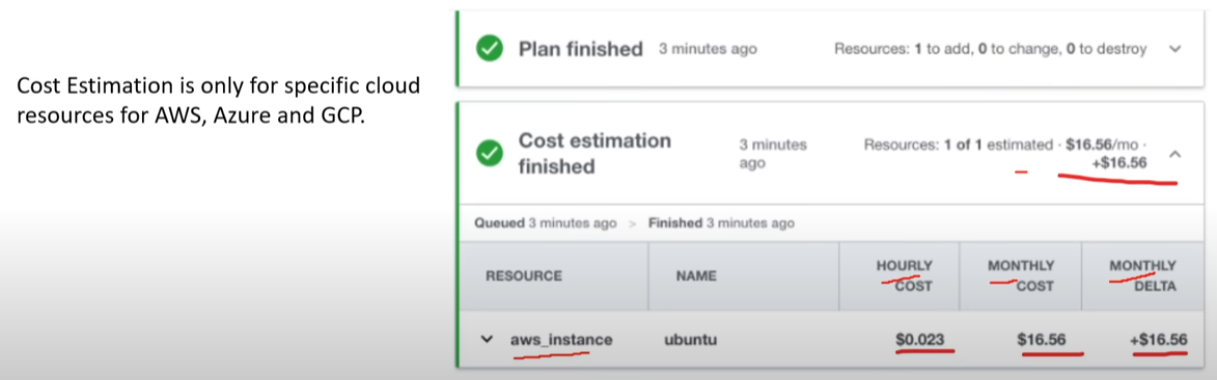 Cost Estimation is only for specific cloud
resources for AWS, Azure and GCP.
Plan finished 3 minutes ago Resources: 1 to add, 0 to change, 0 to destroy
Cost estimation
finished
3 minutes
ago
Resources: 1 of 1 estimated · $16.56/mo ·
+$16.56
Queued 3 minutes ago > Finished 3 minutes ago
RESOURCE NAME HOURLY COST MONTHLY COST MONTHLY DELTA
aws_instance ubuntu $0.023 $16.56 +$16.56